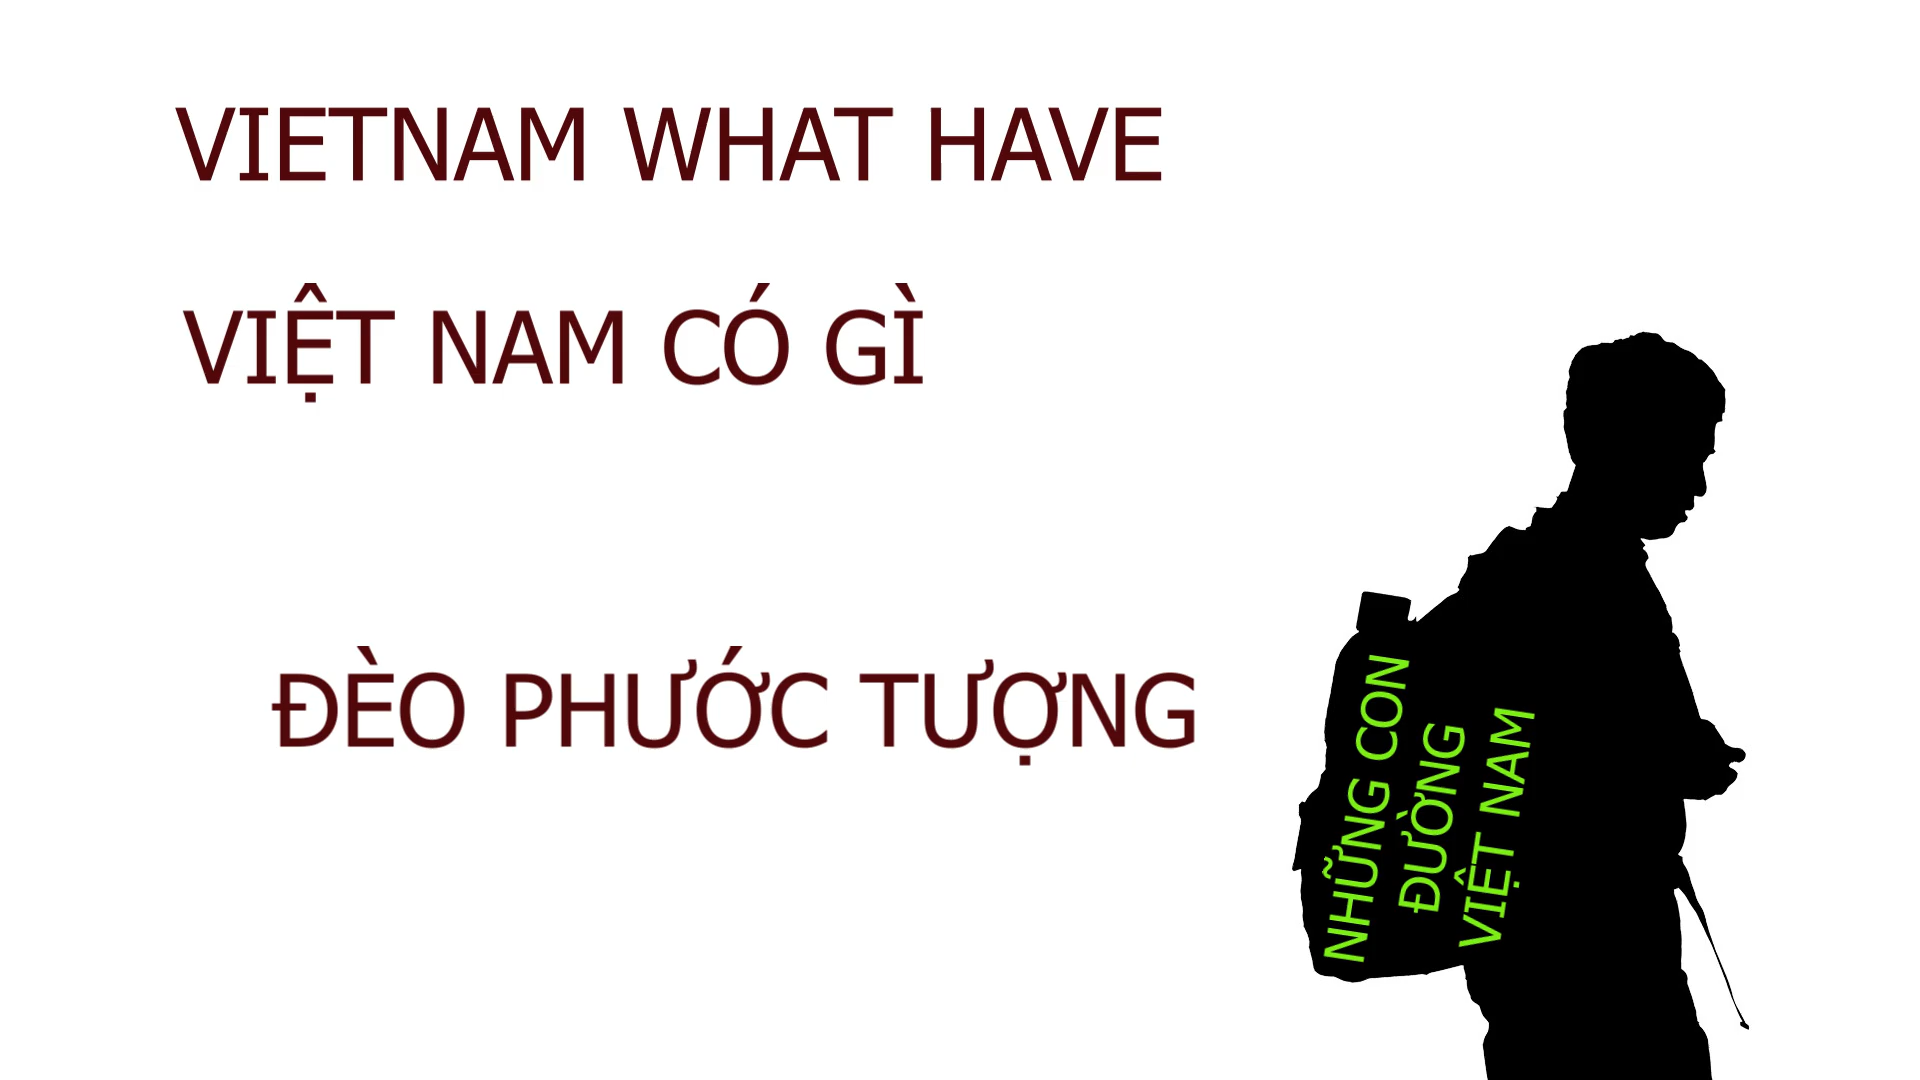 VIETNAM WHAT HAVE
VIỆT NAM CÓ GÌ
ĐÈO PHƯỚC TƯỢNG
NHỮNG CON
ĐƯỜNG
VIỆT NAM